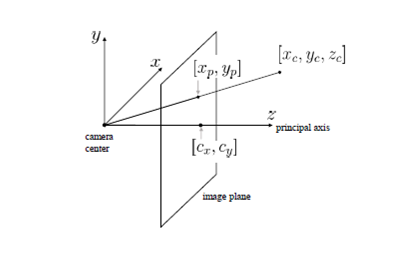 y
x
[x_p, y_p]
[x_c, y_c, z_c]
z
principal axis
camera
center
[c_x, c_y]
image plane